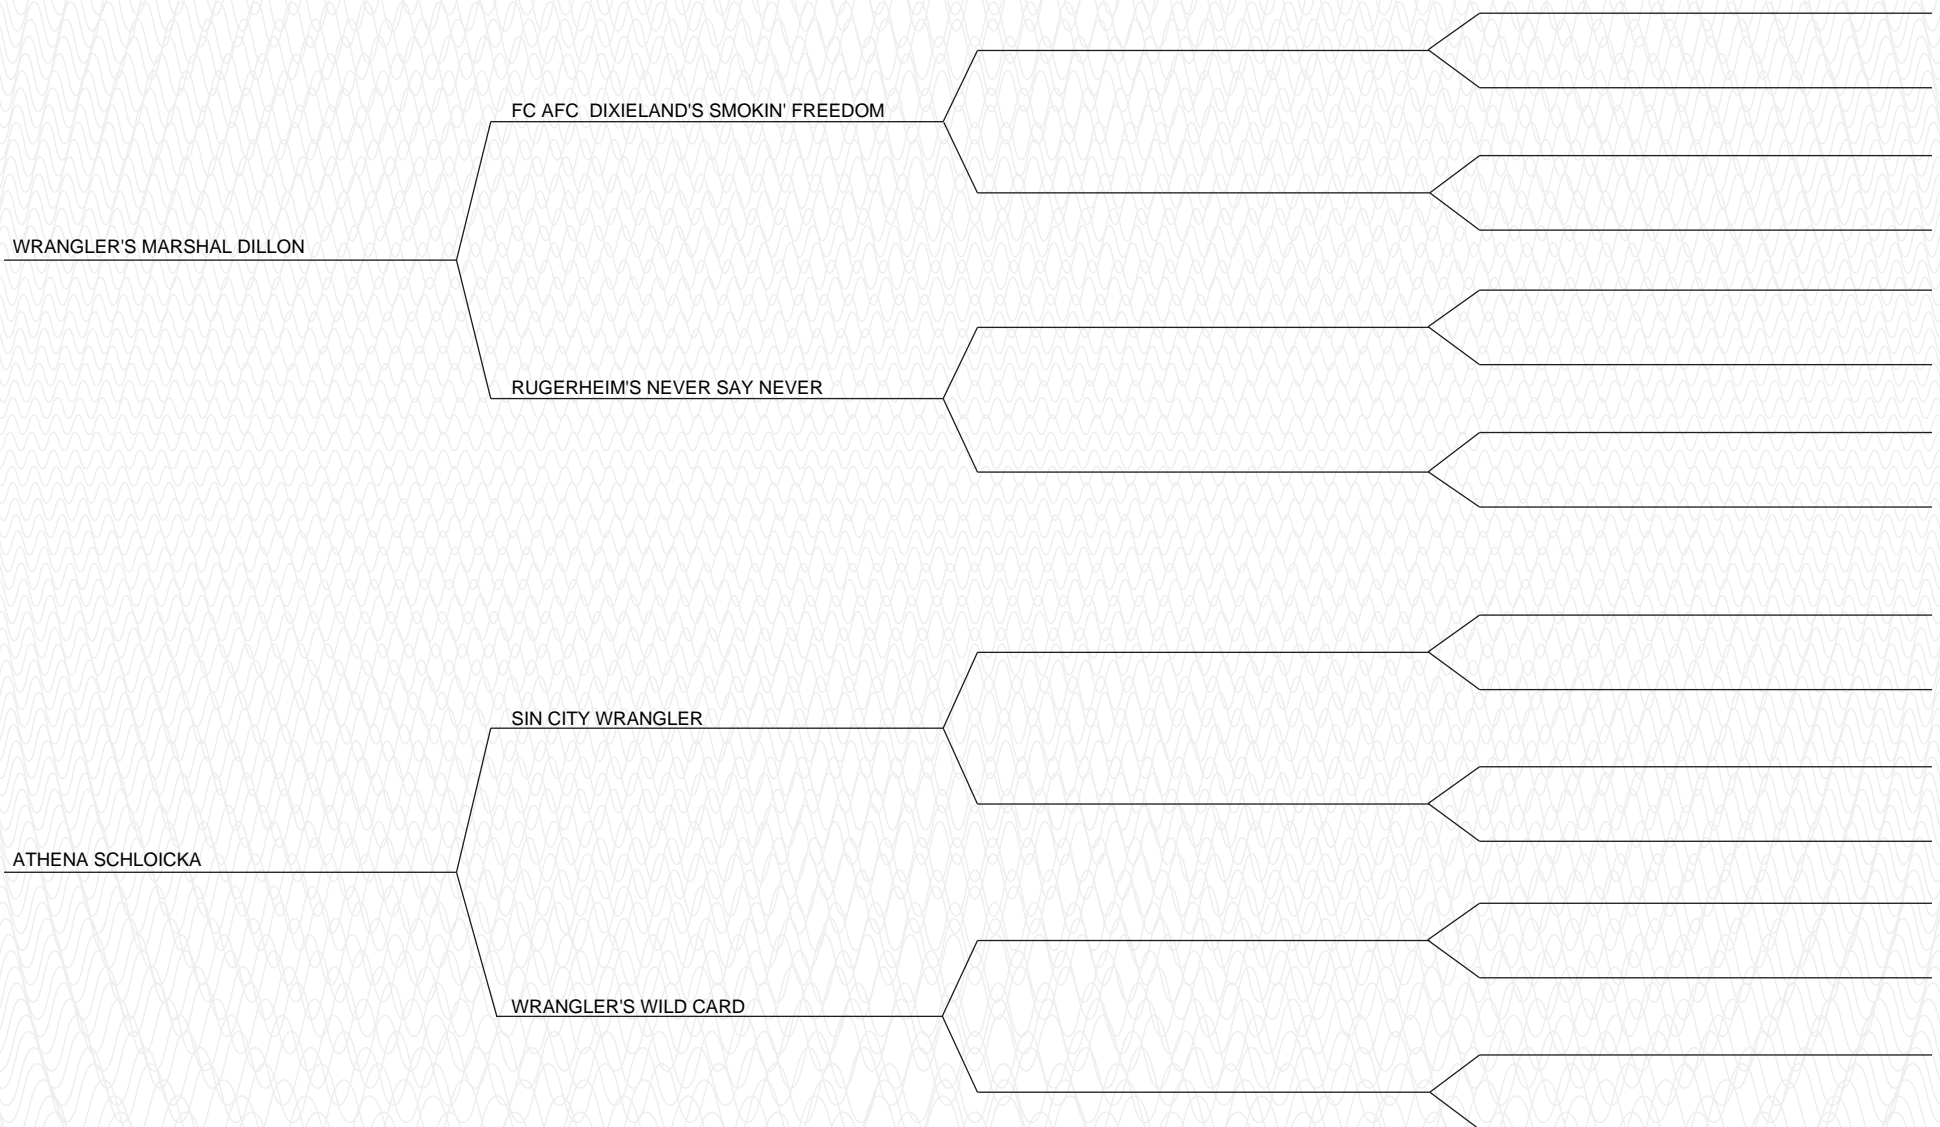 FC AFC  DIXIELAND'S SMOKIN' FREEDOM
WRANGLER'S MARSHAL DILLON
RUGERHEIM'S NEVER SAY NEVER
SIN CITY WRANGLER
ATHENA SCHLOICKA
WRANGLER'S WILD CARD